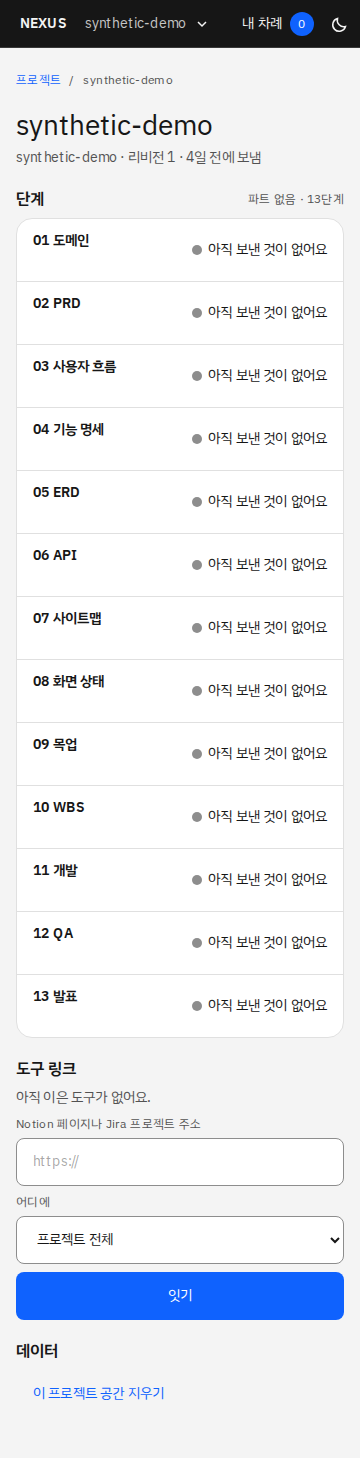 NEXUS synthetic-demo 내 차례 0
프로젝트 / synthetic-demo
synthetic-demo
synthetic-demo · 리비전 1 · 4일 전에 보냄
단계 파트 없음 · 13단계
01 도메인 아직 보낸 것이 없어요
02 PRD 아직 보낸 것이 없어요
03 사용자 흐름 아직 보낸 것이 없어요
04 기능 명세 아직 보낸 것이 없어요
05 ERD 아직 보낸 것이 없어요
06 API 아직 보낸 것이 없어요
07 사이트맵 아직 보낸 것이 없어요
08 화면 상태 아직 보낸 것이 없어요
09 목업 아직 보낸 것이 없어요
10 WBS 아직 보낸 것이 없어요
11 개발 아직 보낸 것이 없어요
12 QA 아직 보낸 것이 없어요
13 발표 아직 보낸 것이 없어요
도구 링크
아직 이은 도구가 없어요.
Notion 페이지나 Jira 프로젝트 주소
https://
어디에
프로젝트 전체
잇기
데이터
이 프로젝트 공간 지우기